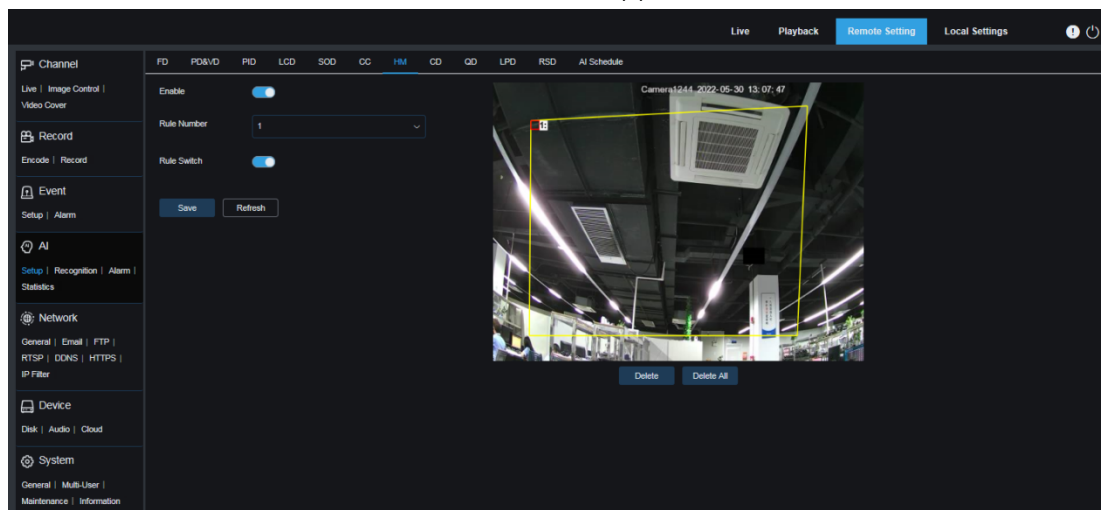 Live Playback Remote Setting Local Settings
Channel
Live | Image Control |
Video Cover
Record
Encode | Record
Event
Setup | Alarm
AI
Setup | Recognition | Alarm |
Statistics
Network
General | Email | FTP |
RTSP | DDNS | HTTPS |
IP Filter
Device
Disk | Audio | Cloud
System
General | Multi-User |
Maintenance | Information
FD PD&VD PID LCD SOD CC HM CD QD LPD RSD AI Schedule
Enable
Rule Number 1
Rule Switch
Save Refresh
Camera1244 2022-05-30 13:07:47
Delete Delete All